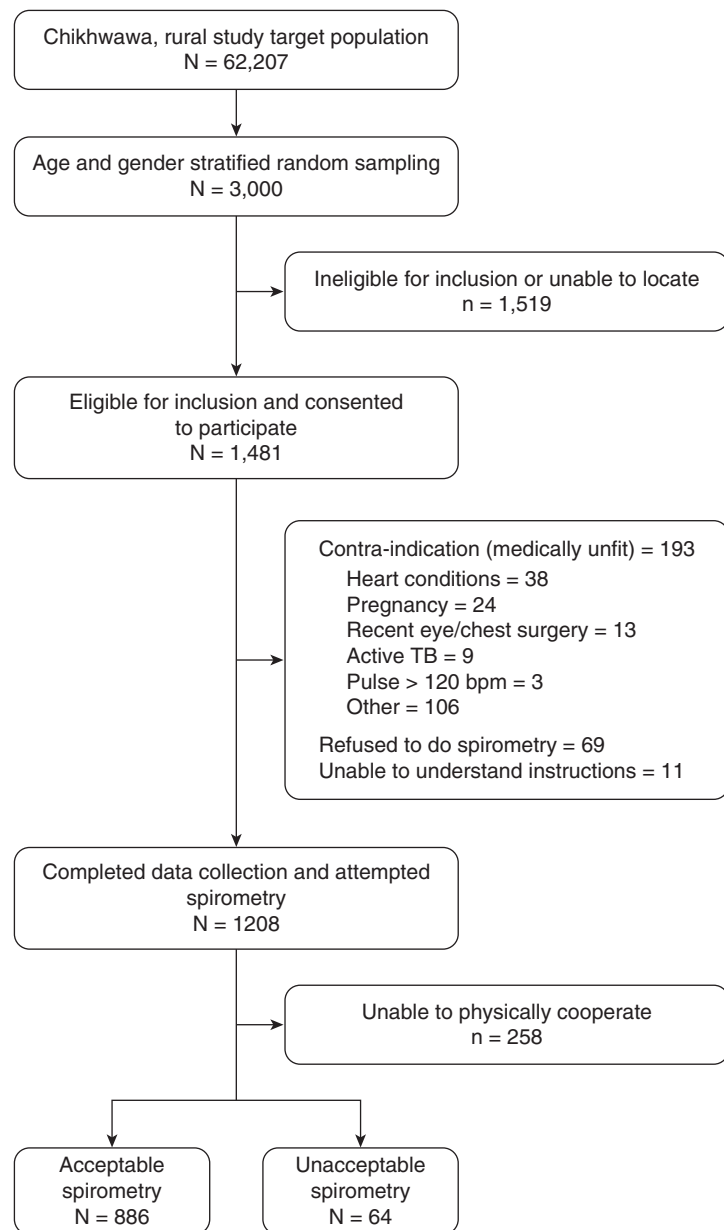 Chikhwawa, rural study target population
N = 62,207
Age and gender stratified random sampling
N = 3,000
Ineligible for inclusion or unable to locate
n = 1,519
Eligible for inclusion and consented
to participate
N = 1,481
Contra-indication (medically unfit) = 193
Heart conditions = 38
Pregnancy = 24
Recent eye/chest surgery = 13
Active TB = 9
Pulse > 120 bpm = 3
Other = 106
Refused to do spirometry = 69
Unable to understand instructions = 11
Completed data collection and attempted
spirometry
N = 1208
Unable to physically cooperate
n = 258
Acceptable
spirometry
N = 886
Unacceptable
spirometry
N = 64